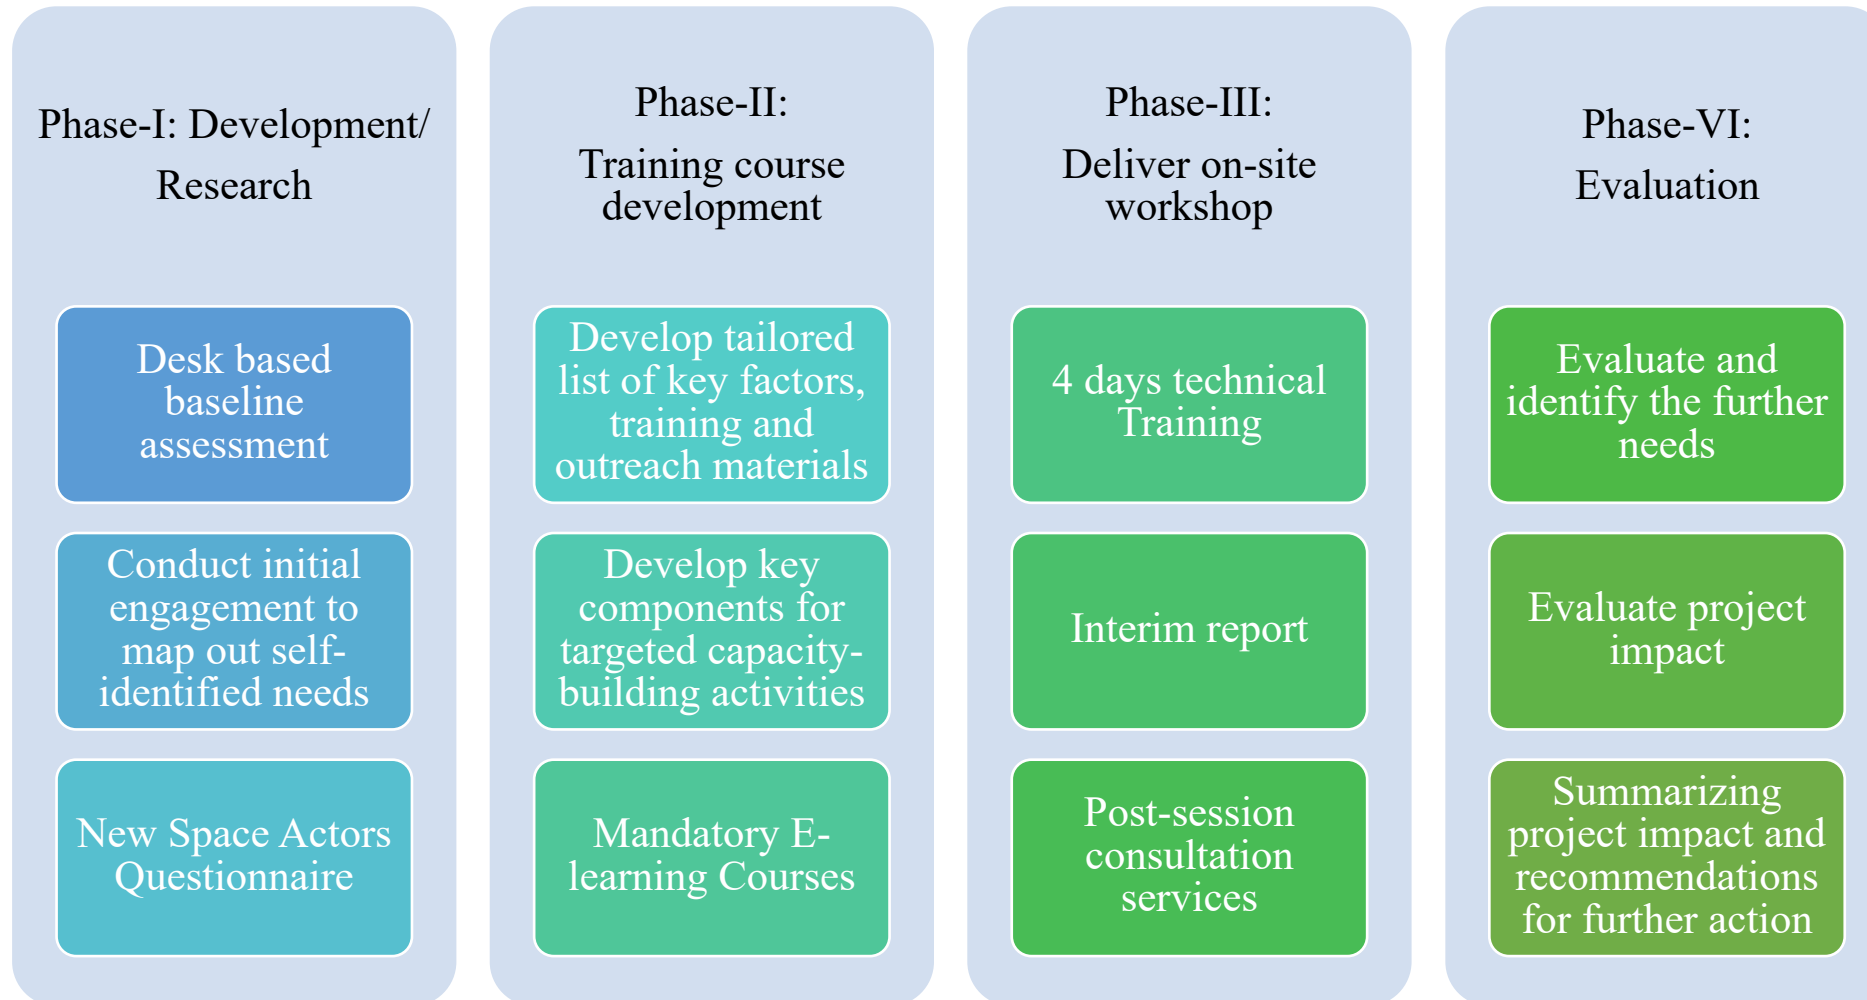 Phase-I: Development/
Research
Desk based
baseline
assessment
Conduct initial
engagement to
map out self-
identified needs
New Space Actors
Questionnaire
Phase-II:
Training course
development
Develop tailored
list of key factors,
training and
outreach materials
Develop key
components for
targeted capacity-
building activities
Mandatory E-
learning Courses
Phase-III:
Deliver on-site
workshop
4 days technical
Training
Interim report
Post-session
consultation
services
Phase-VI:
Evaluation
Evaluate and
identify the further
needs
Evaluate project
impact
Summarizing
project impact and
recommendations
for further action